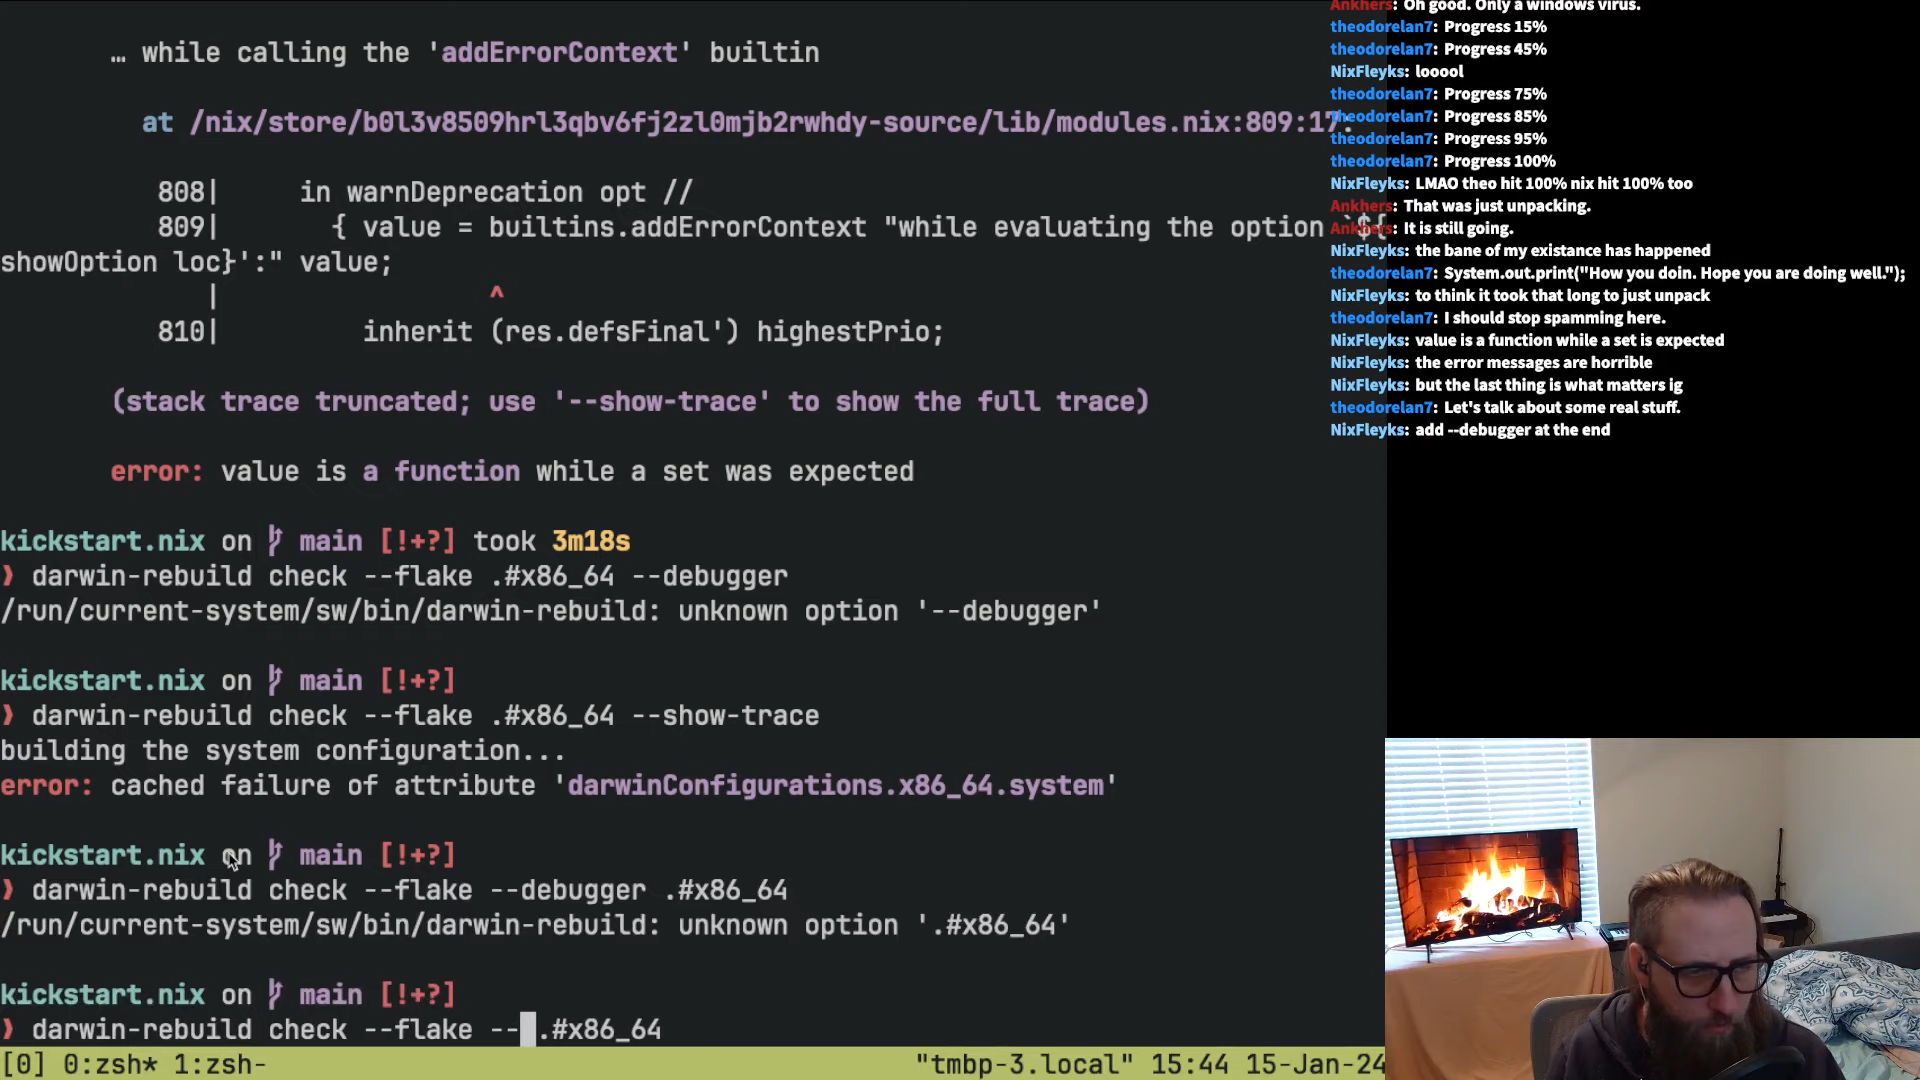 … while calling the 'addErrorContext' builtin
at /nix/store/b0l3v8509hrl3qbv6fj2zl0mjb2rwhdy-source/lib/modules.nix:809:17:
808|     in warnDeprecation opt //
809|       { value = builtins.addErrorContext "while evaluating the option `${
showOption loc}':" value;
|                 ^
810|         inherit (res.defsFinal') highestPrio;
(stack trace truncated; use '--show-trace' to show the full trace)
error: value is a function while a set was expected
kickstart.nix on main [!+?] took 3m18s
❯ darwin-rebuild check --flake .#x86_64 --debugger
/run/current-system/sw/bin/darwin-rebuild: unknown option '--debugger'
kickstart.nix on main [!+?]
❯ darwin-rebuild check --flake .#x86_64 --show-trace
building the system configuration...
error: cached failure of attribute 'darwinConfigurations.x86_64.system'
kickstart.nix on main [!+?]
❯ darwin-rebuild check --flake --debugger .#x86_64
/run/current-system/sw/bin/darwin-rebuild: unknown option '.#x86_64'
kickstart.nix on main [!+?]
❯ darwin-rebuild check --flake -- .#x86_64
[0] 0:zsh* 1:zsh- "tmbp-3.local" 15:44 15-Jan-24
Ankhers: Oh good. Only a windows virus.
theodorelan7: Progress 15%
theodorelan7: Progress 45%
NixFleyks: looool
theodorelan7: Progress 75%
theodorelan7: Progress 85%
theodorelan7: Progress 95%
theodorelan7: Progress 100%
NixFleyks: LMAO theo hit 100% nix hit 100% too
Ankhers: That was just unpacking.
Ankhers: It is still going.
NixFleyks: the bane of my existance has happened
theodorelan7: System.out.print("How you doin. Hope you are doing well.");
NixFleyks: to think it took that long to just unpack
theodorelan7: I should stop spamming here.
NixFleyks: value is a function while a set is expected
NixFleyks: the error messages are horrible
NixFleyks: but the last thing is what matters ig
theodorelan7: Let's talk about some real stuff.
NixFleyks: add --debugger at the end